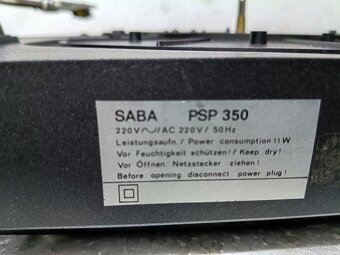 SABA PSP 350
220V~/AC 220V/ 50Hz
Leistungsaufn./ Power consumption 11W
Vor Feuchtigkeit schützen!/ Keep dry!
Vor Öffnen Netzstecker ziehen!
Before opening disconnect power plug!